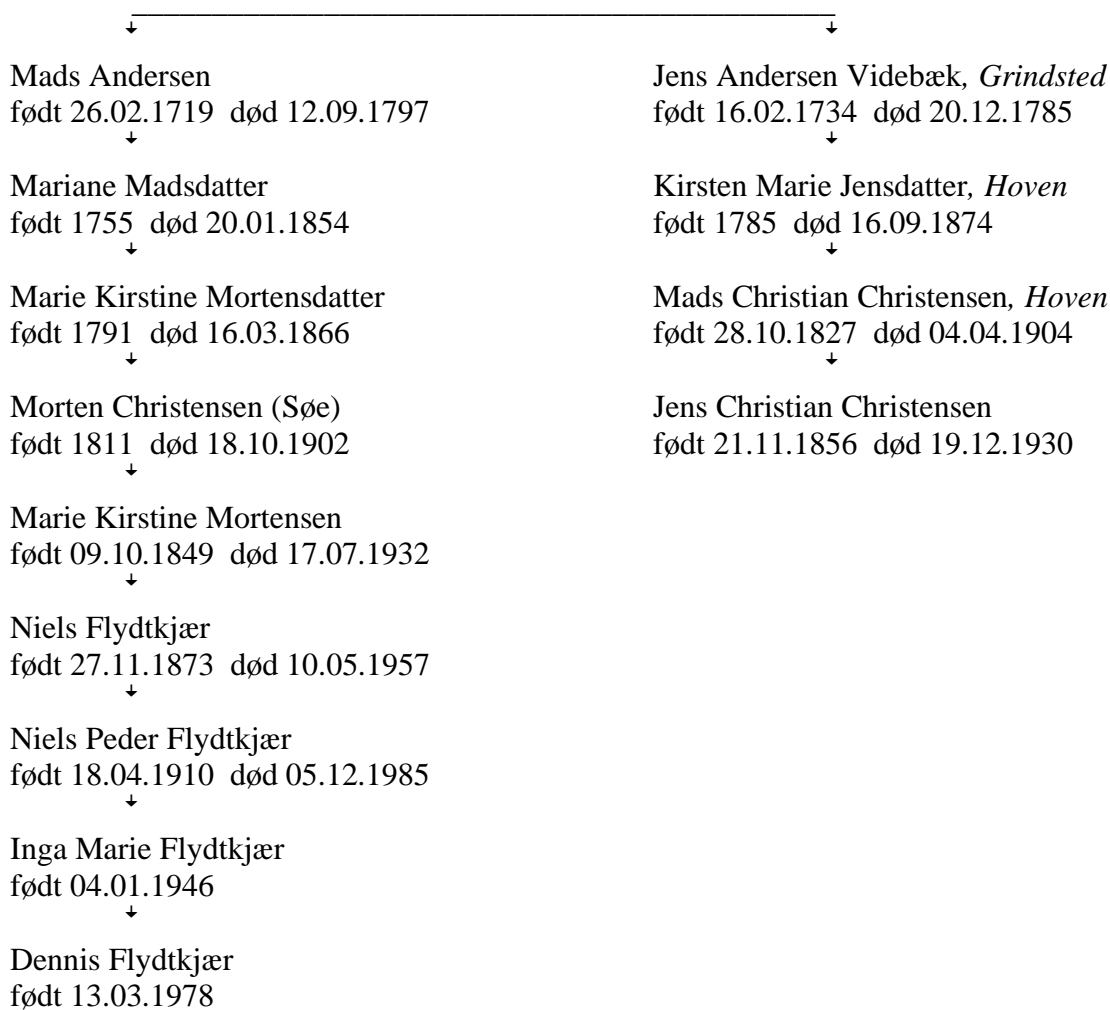 Mads Andersen
født 26.02.1719 død 12.09.1797
Mariane Madsdatter
født 1755 død 20.01.1854
Marie Kirstine Mortensdatter
født 1791 død 16.03.1866
Morten Christensen (Søe)
født 1811 død 18.10.1902
Marie Kirstine Mortensen
født 09.10.1849 død 17.07.1932
Niels Flydtkjær
født 27.11.1873 død 10.05.1957
Niels Peder Flydtkjær
født 18.04.1910 død 05.12.1985
Inga Marie Flydtkjær
født 04.01.1946
Dennis Flydtkjær
født 13.03.1978
Jens Andersen Videbæk, Grindsted
født 16.02.1734 død 20.12.1785
Kirsten Marie Jensdatter, Hoven
født 1785 død 16.09.1874
Mads Christian Christensen, Hoven
født 28.10.1827 død 04.04.1904
Jens Christian Christensen
født 21.11.1856 død 19.12.1930